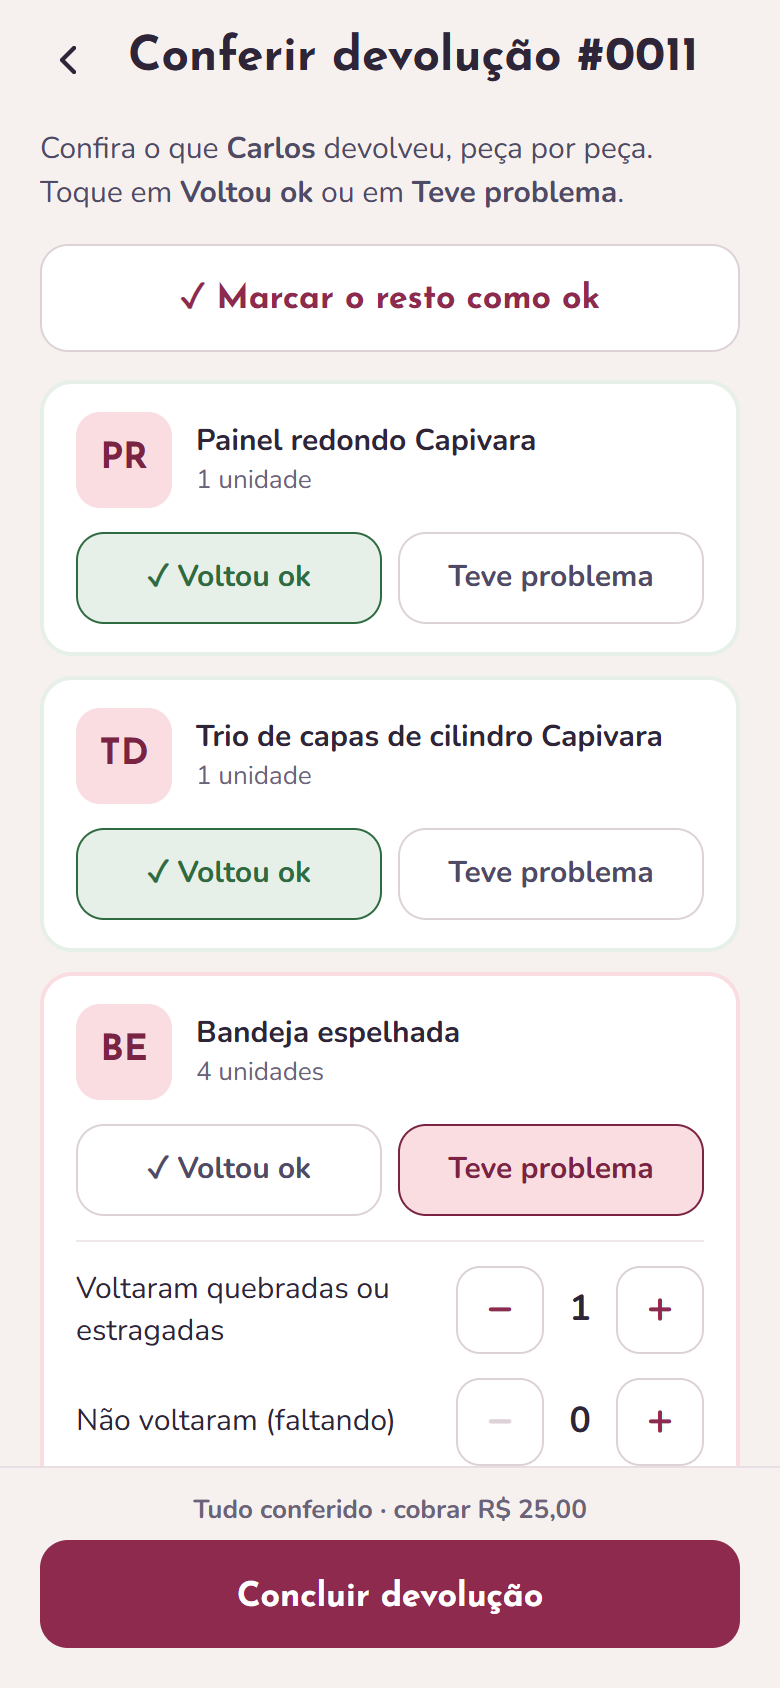 Conferir devolução #0011
Confira o que Carlos devolveu, peça por peça.
Toque em Voltou ok ou em Teve problema.
✓ Marcar o resto como ok
PR
Painel redondo Capivara
1 unidade
✓ Voltou ok
Teve problema
TD
Trio de capas de cilindro Capivara
1 unidade
✓ Voltou ok
Teve problema
BE
Bandeja espelhada
4 unidades
✓ Voltou ok
Teve problema
Voltaram quebradas ou
estragadas
− 1 +
Não voltaram (faltando)
− 0 +
Tudo conferido · cobrar R$ 25,00
Concluir devolução